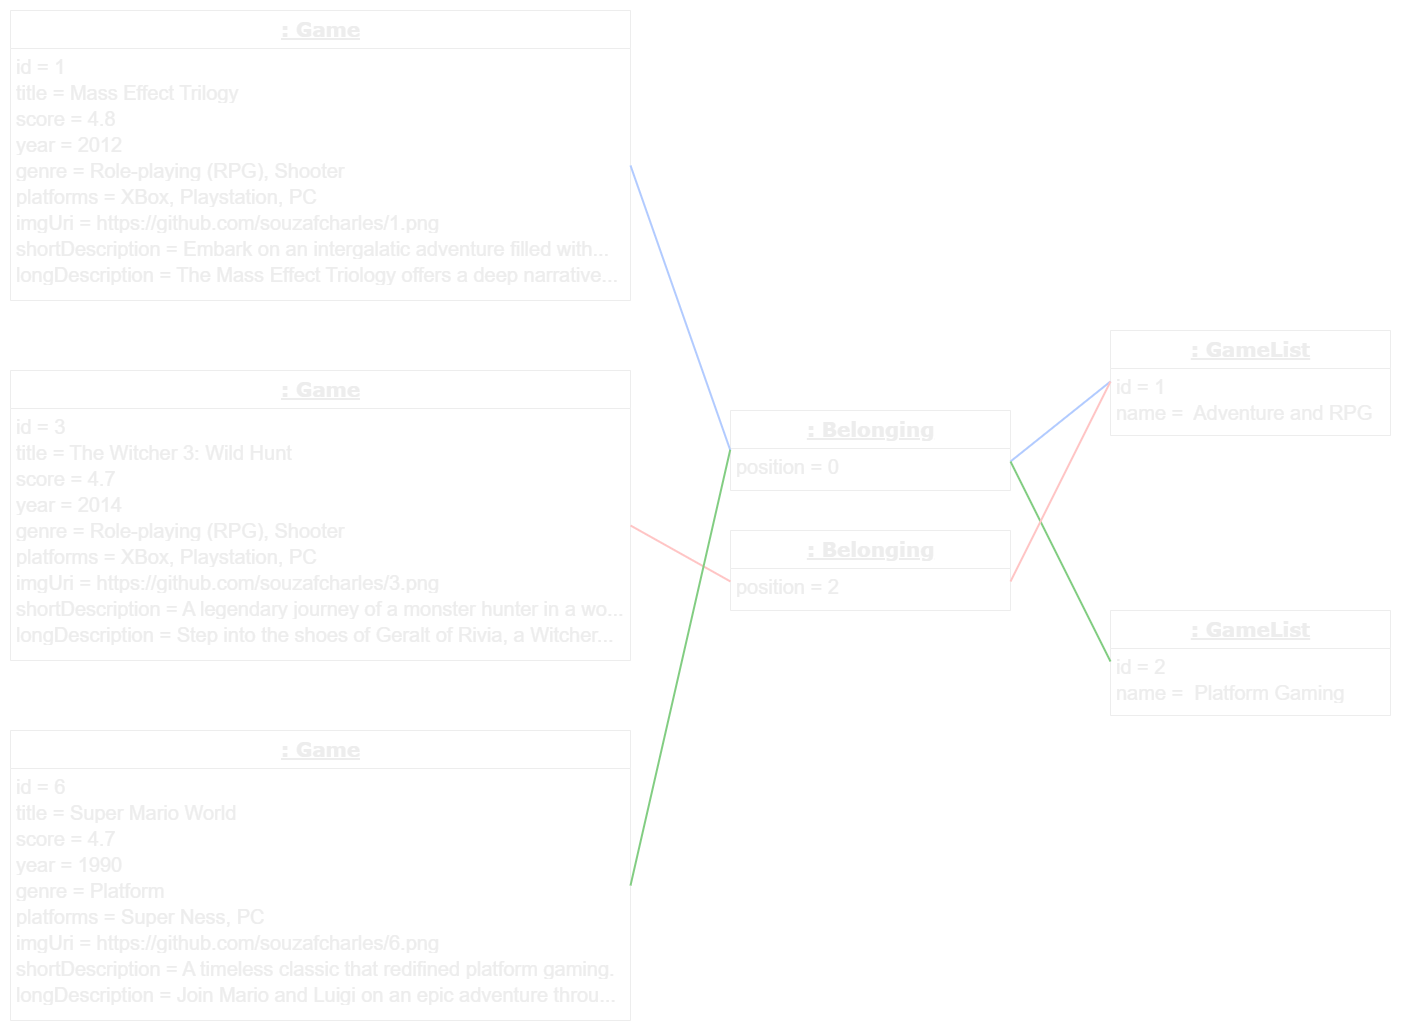 : Game
id = 1
title = Mass Effect Trilogy
score = 4.8
year = 2012
genre = Role-playing (RPG), Shooter
platforms = XBox, Playstation, PC
imgUri = https://github.com/souzafcharles/1.png
shortDescription = Embark on an intergalatic adventure filled with...
longDescription = The Mass Effect Triology offers a deep narrative...
: Game
id = 3
title = The Witcher 3: Wild Hunt
score = 4.7
year = 2014
genre = Role-playing (RPG), Shooter
platforms = XBox, Playstation, PC
imgUri = https://github.com/souzafcharles/3.png
shortDescription = A legendary journey of a monster hunter in a wo...
longDescription = Step into the shoes of Geralt of Rivia, a Witcher...
: Game
id = 6
title = Super Mario World
score = 4.7
year = 1990
genre = Platform
platforms = Super Ness, PC
imgUri = https://github.com/souzafcharles/6.png
shortDescription = A timeless classic that redifined platform gaming.
longDescription = Join Mario and Luigi on an epic adventure throu...
: Belonging
position = 0
: Belonging
position = 2
: GameList
id = 1
name =  Adventure and RPG
: GameList
id = 2
name =  Platform Gaming